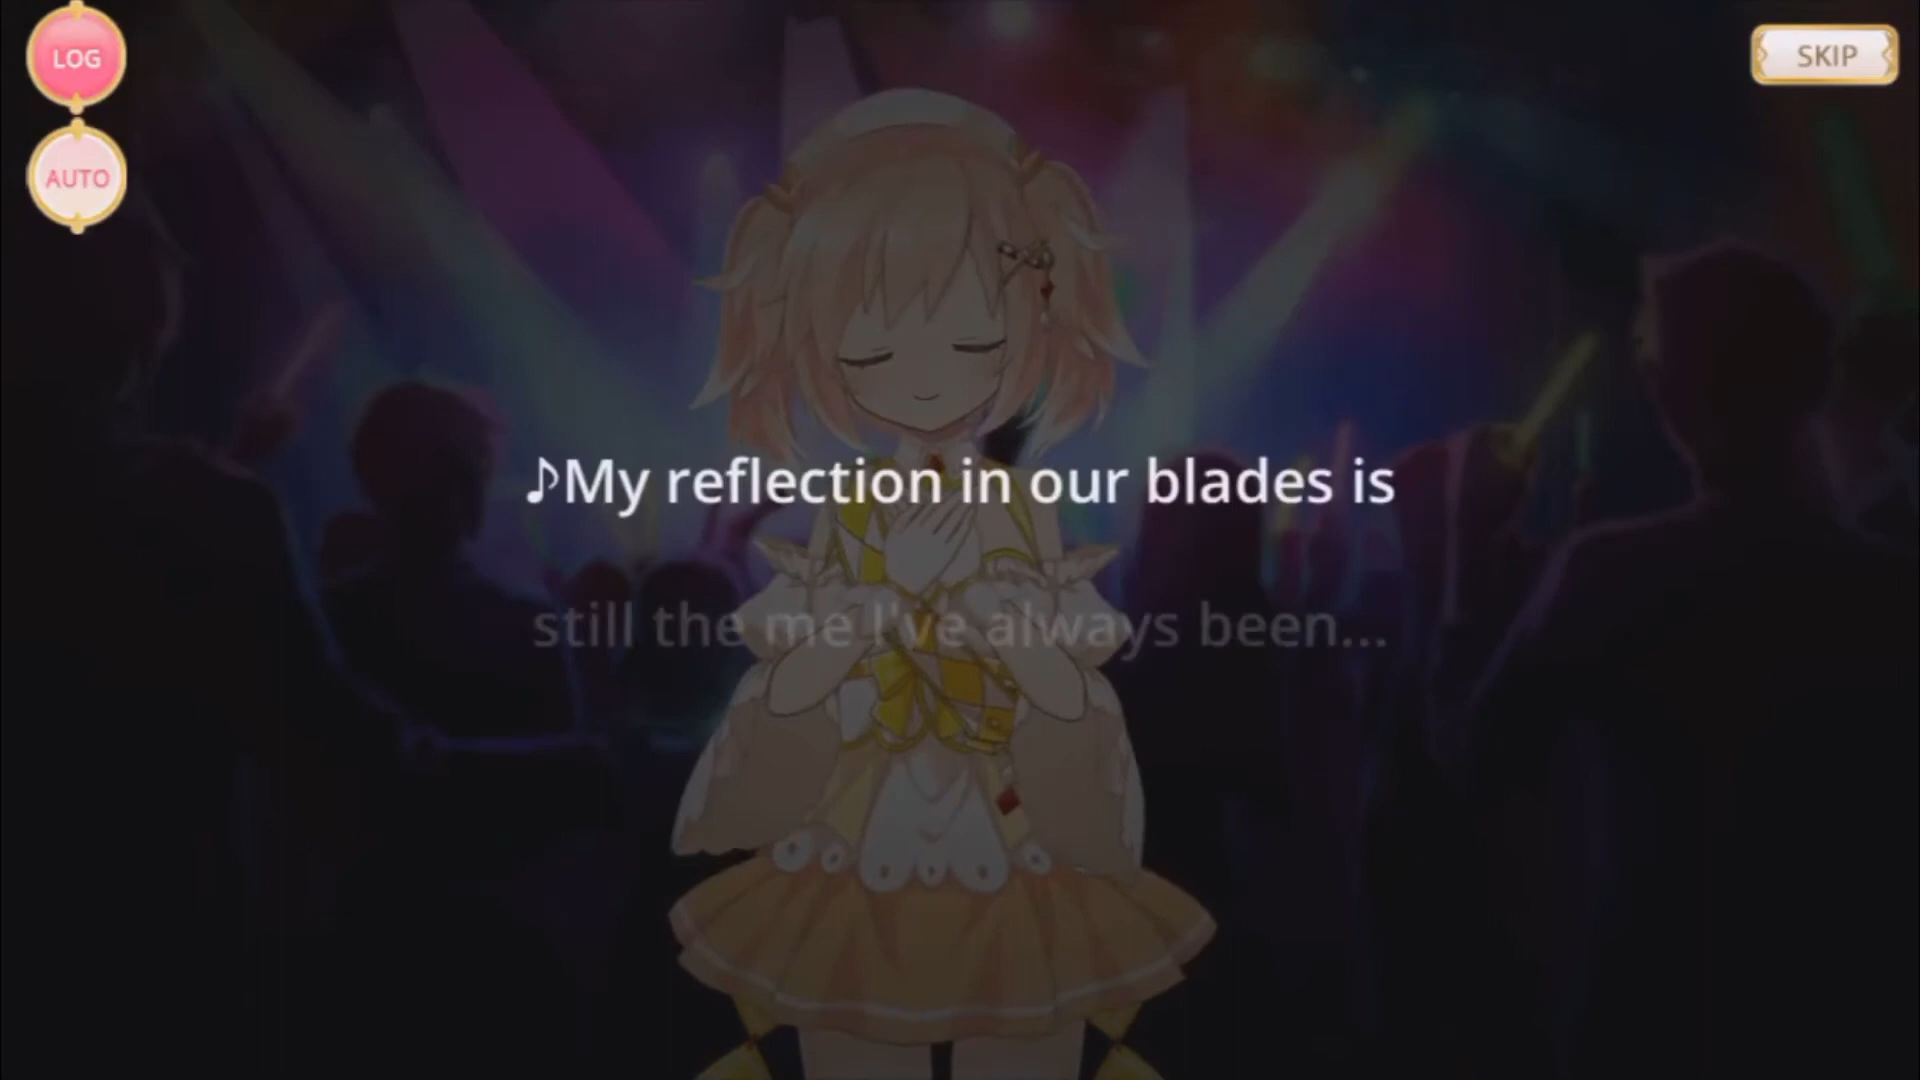 LOG
SKIP
AUTO
♪My reflection in our blades is
still the me I've always been...